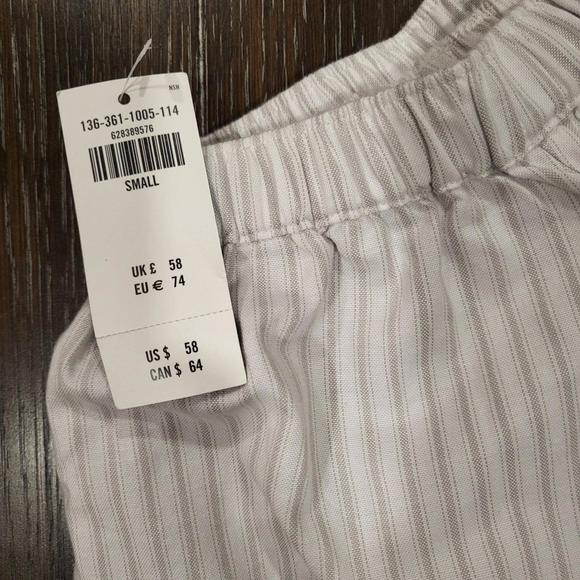 NSH
136-361-1005-114
628389576
SMALL
UK £ 58
EU € 74
US $ 58
CAN $ 64